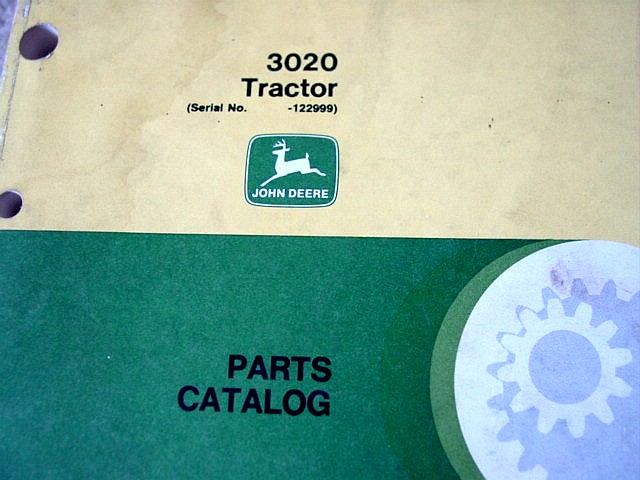 3020
Tractor
(Serial No. -122999)
JOHN DEERE
PARTS
CATALOG